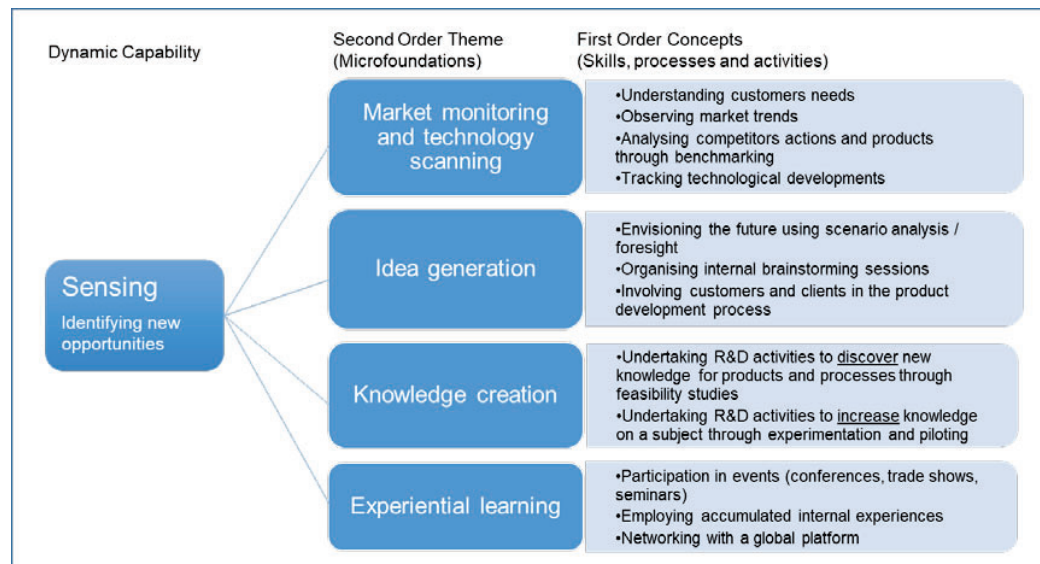 Dynamic Capability
Second Order Theme
(Microfoundations)
First Order Concepts
(Skills, processes and activities)
Sensing
Identifying new
opportunities
Market monitoring
and technology
scanning
•Understanding customers needs
•Observing market trends
•Analysing competitors actions and products
through benchmarking
•Tracking technological developments
Idea generation
•Envisioning the future using scenario analysis /
foresight
•Organising internal brainstorming sessions
•Involving customers and clients in the product
development process
Knowledge creation
•Undertaking R&D activities to discover new
knowledge for products and processes through
feasibility studies
•Undertaking R&D activities to increase knowledge
on a subject through experimentation and piloting
Experiential learning
•Participation in events (conferences, trade shows,
seminars)
•Employing accumulated internal experiences
•Networking with a global platform